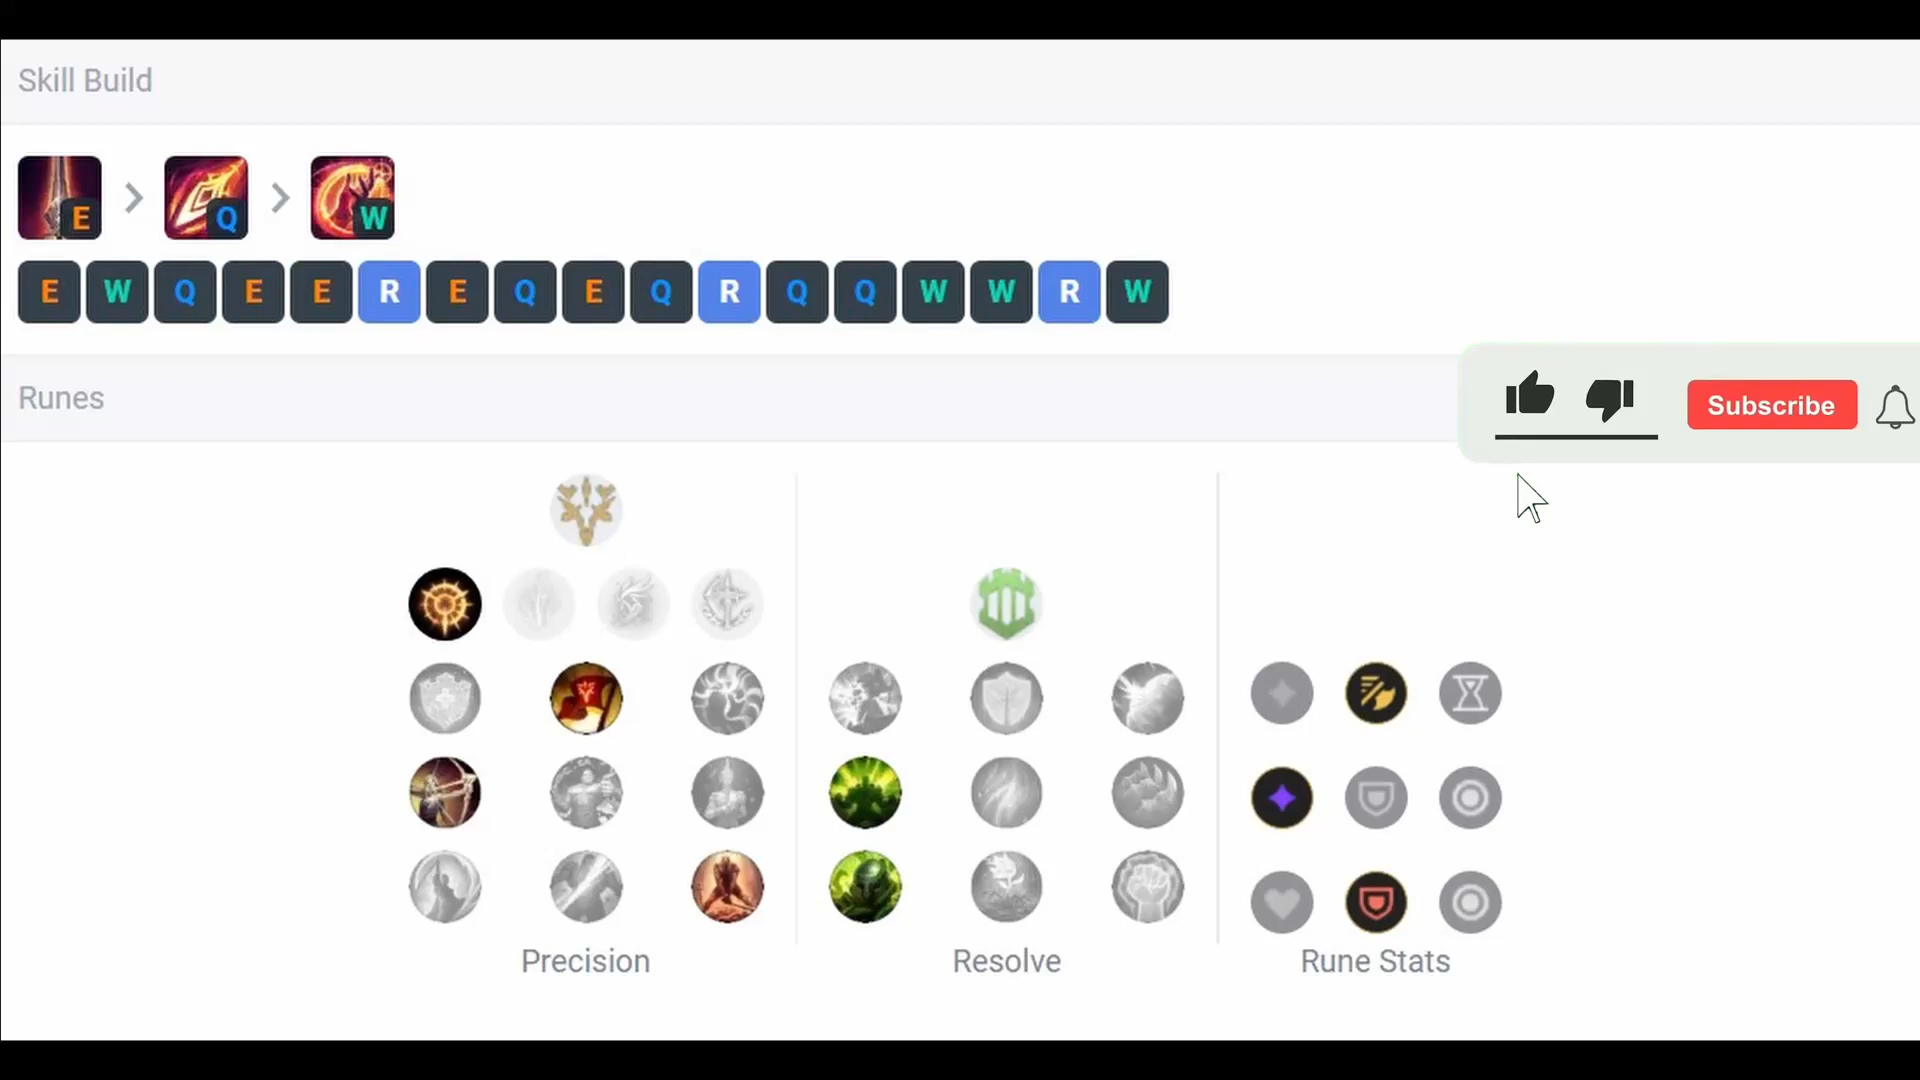 Skill Build
E Q W
E W Q E E R E Q E Q R Q Q W W R W
Runes
Subscribe
Precision Resolve Rune Stats